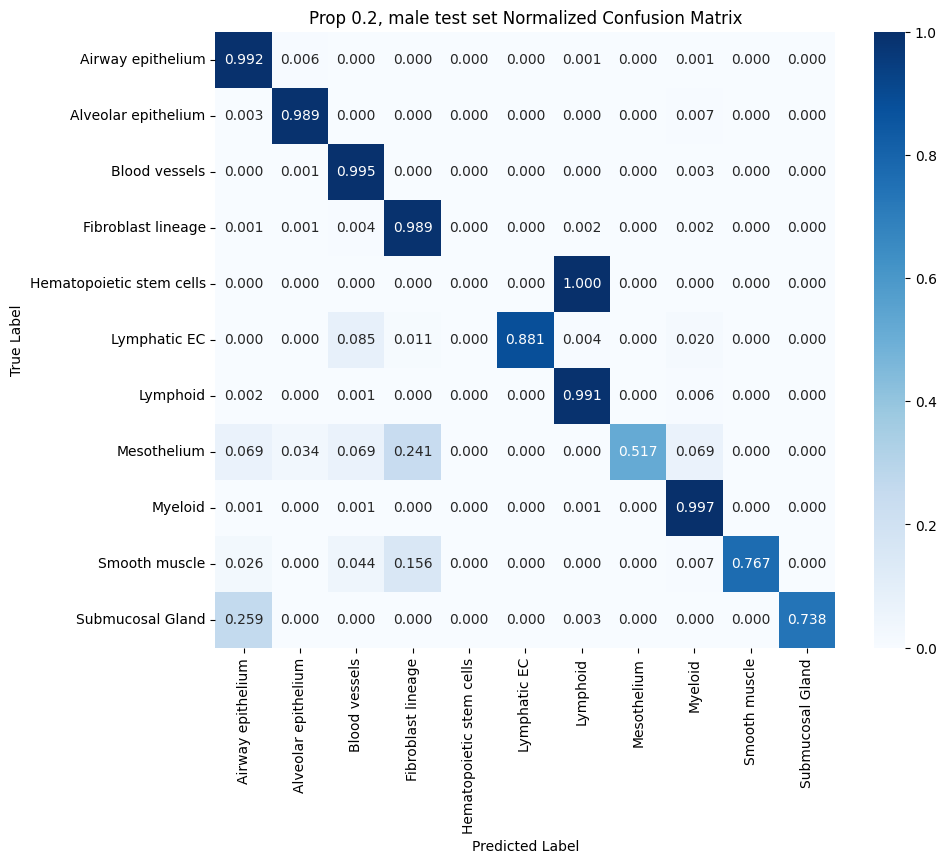 Prop 0.2, male test set Normalized Confusion Matrix
True Label
Airway epithelium 0.992 0.006 0.000 0.000 0.000 0.000 0.001 0.000 0.001 0.000 0.000
Alveolar epithelium 0.003 0.989 0.000 0.000 0.000 0.000 0.000 0.000 0.007 0.000 0.000
Blood vessels 0.000 0.001 0.995 0.000 0.000 0.000 0.000 0.000 0.003 0.000 0.000
Fibroblast lineage 0.001 0.001 0.004 0.989 0.000 0.000 0.002 0.000 0.002 0.000 0.000
Hematopoietic stem cells 0.000 0.000 0.000 0.000 0.000 0.000 1.000 0.000 0.000 0.000 0.000
Lymphatic EC 0.000 0.000 0.085 0.011 0.000 0.881 0.004 0.000 0.020 0.000 0.000
Lymphoid 0.002 0.000 0.001 0.000 0.000 0.000 0.991 0.000 0.006 0.000 0.000
Mesothelium 0.069 0.034 0.069 0.241 0.000 0.000 0.000 0.517 0.069 0.000 0.000
Myeloid 0.001 0.000 0.001 0.000 0.000 0.000 0.001 0.000 0.997 0.000 0.000
Smooth muscle 0.026 0.000 0.044 0.156 0.000 0.000 0.000 0.000 0.007 0.767 0.000
Submucosal Gland 0.259 0.000 0.000 0.000 0.000 0.000 0.003 0.000 0.000 0.000 0.738
Airway epithelium
Alveolar epithelium
Blood vessels
Fibroblast lineage
Hematopoietic stem cells
Lymphatic EC
Lymphoid
Mesothelium
Myeloid
Smooth muscle
Submucosal Gland
Predicted Label
1.0
0.8
0.6
0.4
0.2
0.0